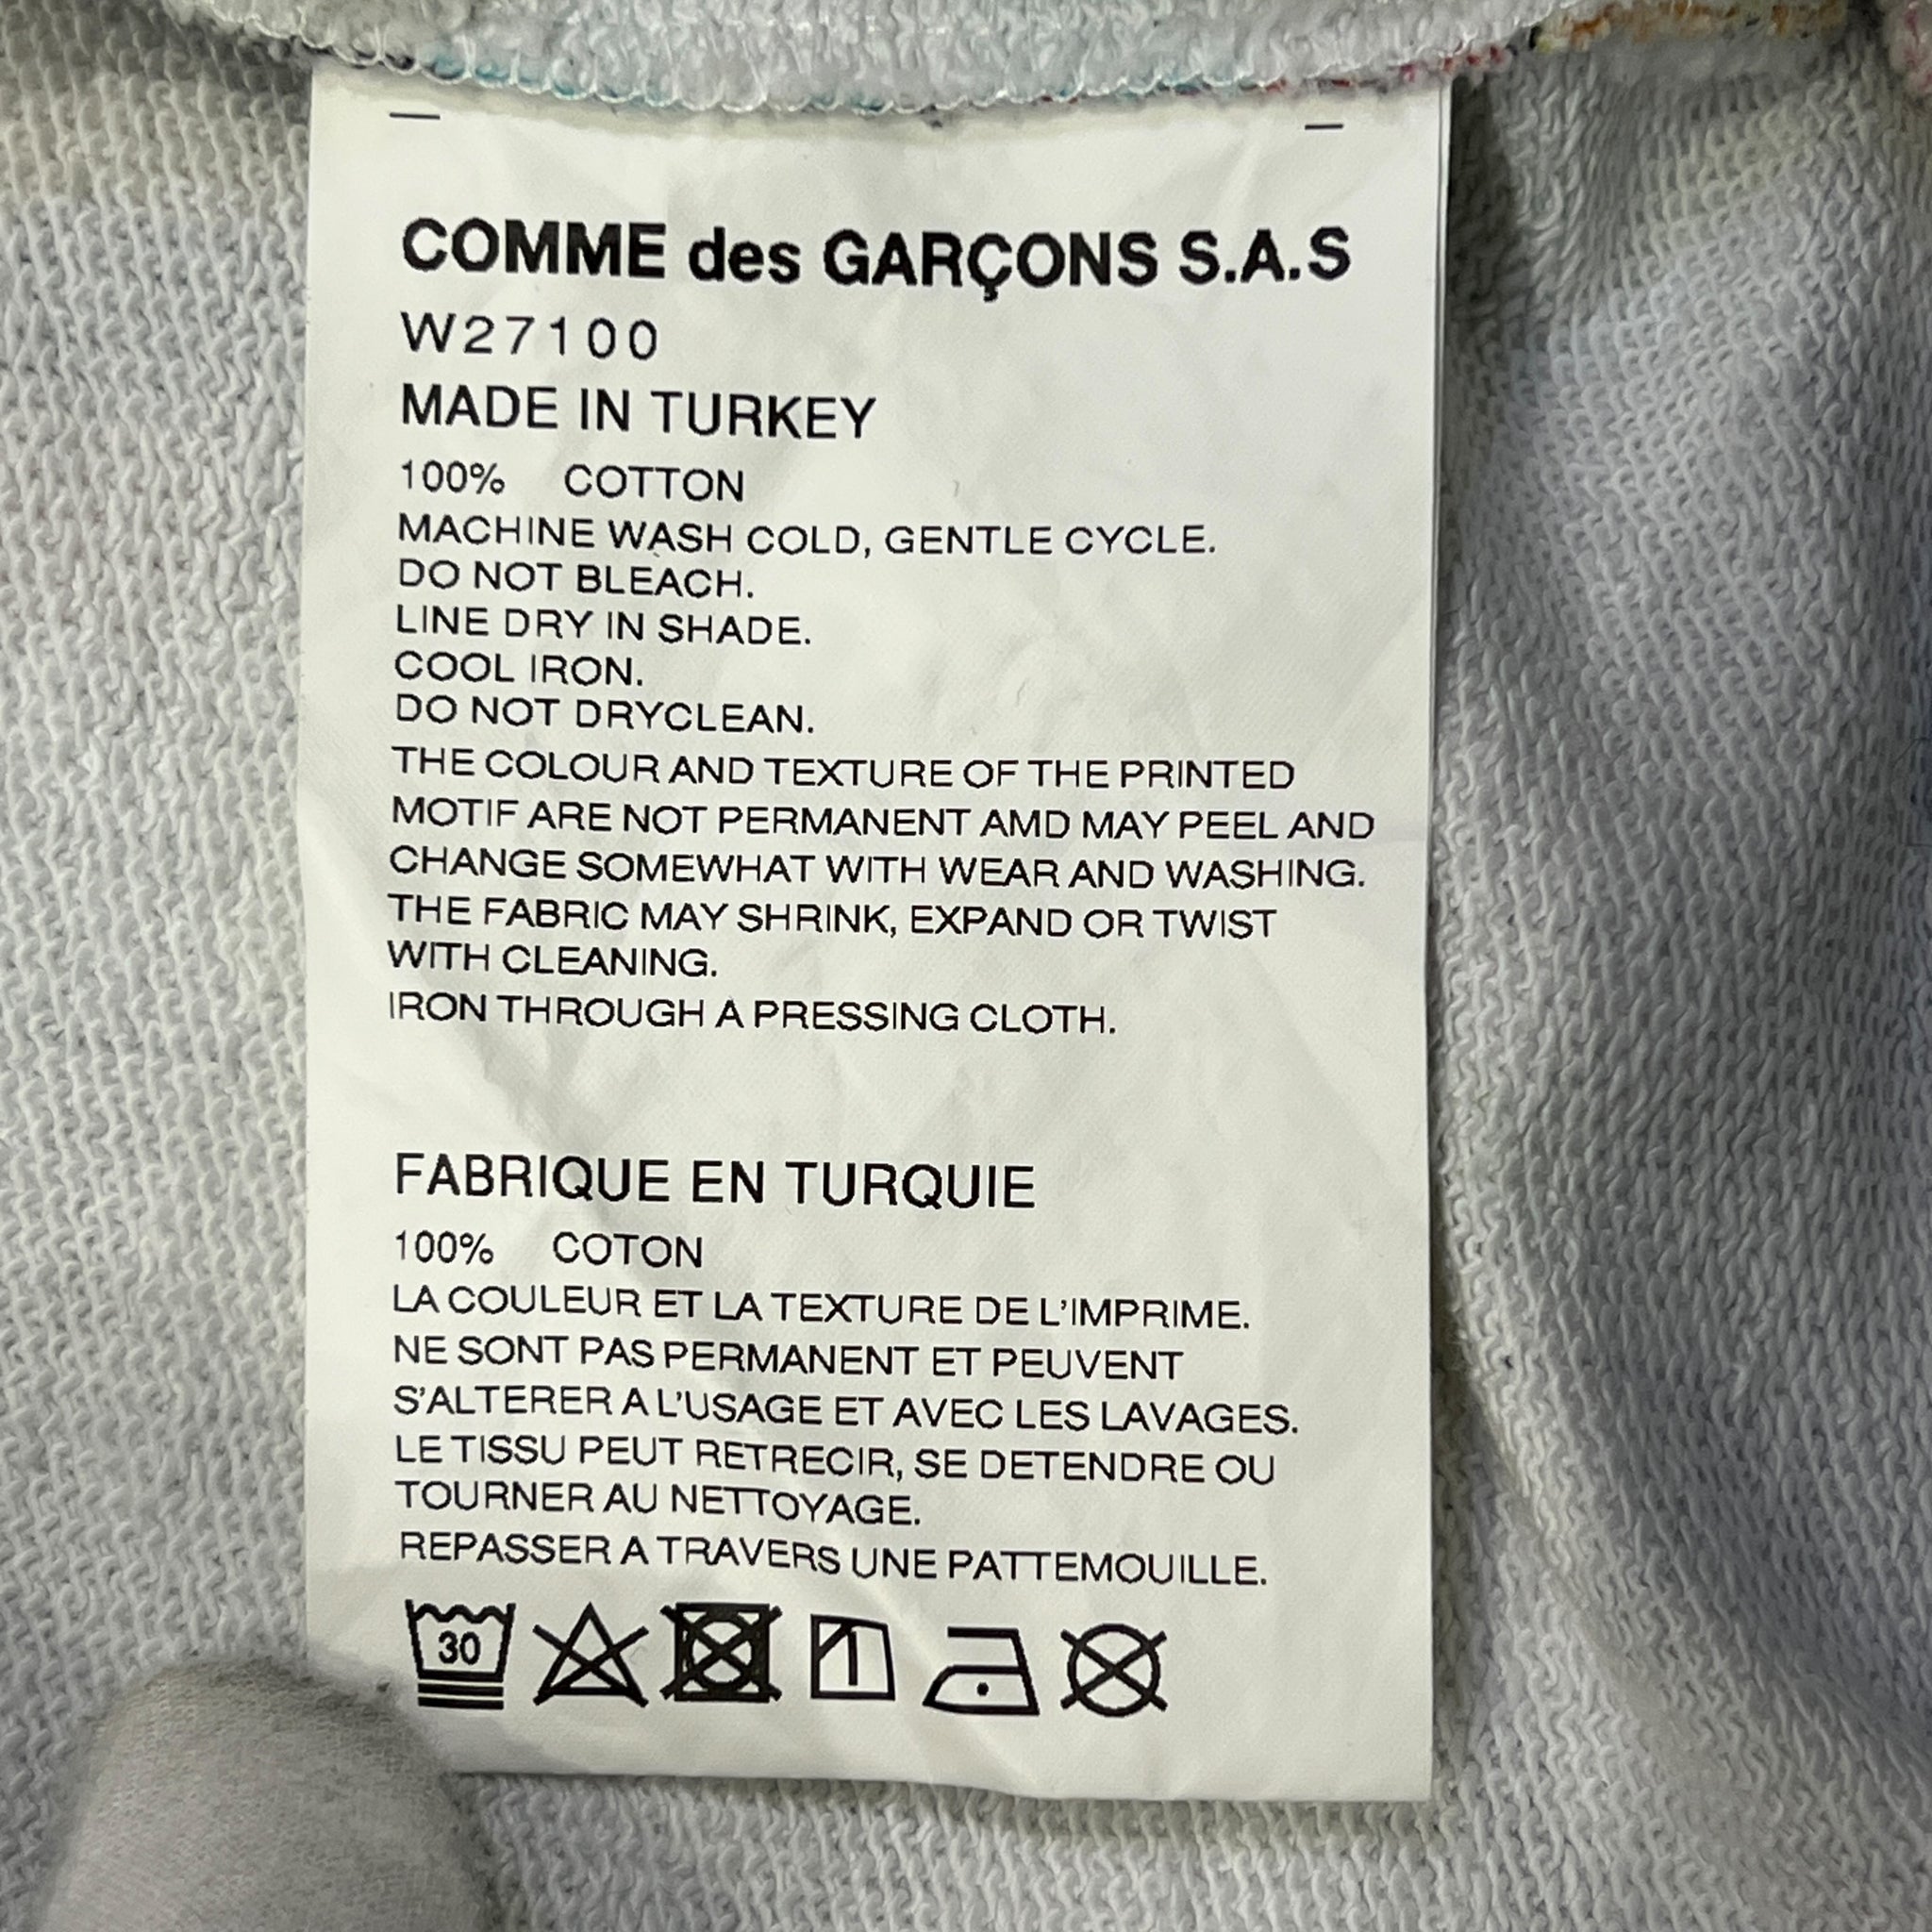 COMME des GARÇONS S.A.S
W27100
MADE IN TURKEY
100% COTTON
MACHINE WASH COLD, GENTLE CYCLE.
DO NOT BLEACH.
LINE DRY IN SHADE.
COOL IRON.
DO NOT DRYCLEAN.
THE COLOUR AND TEXTURE OF THE PRINTED
MOTIF ARE NOT PERMANENT AMD MAY PEEL AND
CHANGE SOMEWHAT WITH WEAR AND WASHING.
THE FABRIC MAY SHRINK, EXPAND OR TWIST
WITH CLEANING.
IRON THROUGH A PRESSING CLOTH.
FABRIQUE EN TURQUIE
100% COTON
LA COULEUR ET LA TEXTURE DE L'IMPRIME.
NE SONT PAS PERMANENT ET PEUVENT
S'ALTERER A L'USAGE ET AVEC LES LAVAGES.
LE TISSU PEUT RETRECIR, SE DETENDRE OU
TOURNER AU NETTOYAGE.
REPASSER A TRAVERS UNE PATTEMOUILLE.
30